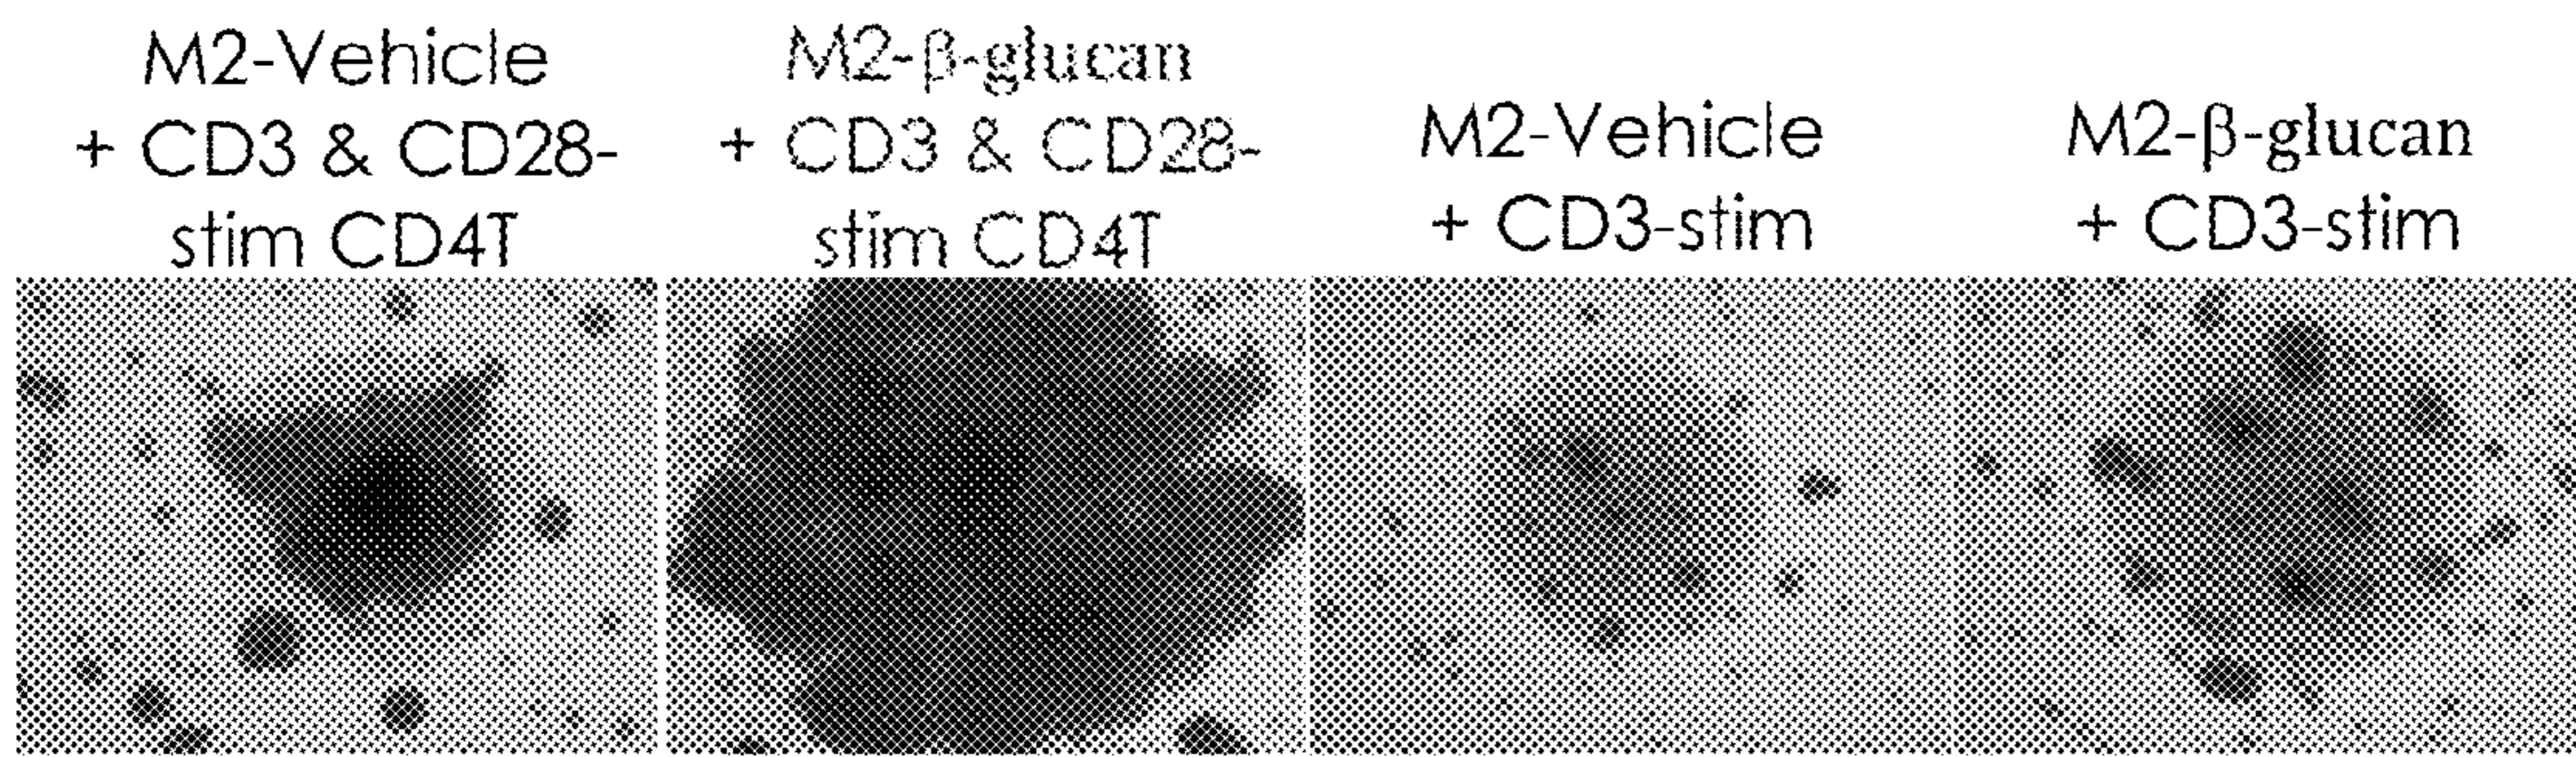 M2-Vehicle
+ CD3 & CD28-
stim CD4T
M2-β-glucan
+ CD3 & CD28-
stim CD4T
M2-Vehicle
+ CD3-stim
M2-β-glucan
+ CD3-stim